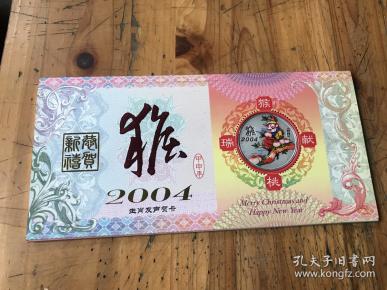 恭賀
新禧
猴
甲申年
2004
生肖发声贺卡
猴
瑞 献
桃
猴
2004
Merry Christmas and
Happy New Year
孔夫子旧书网
www.kongfz.com